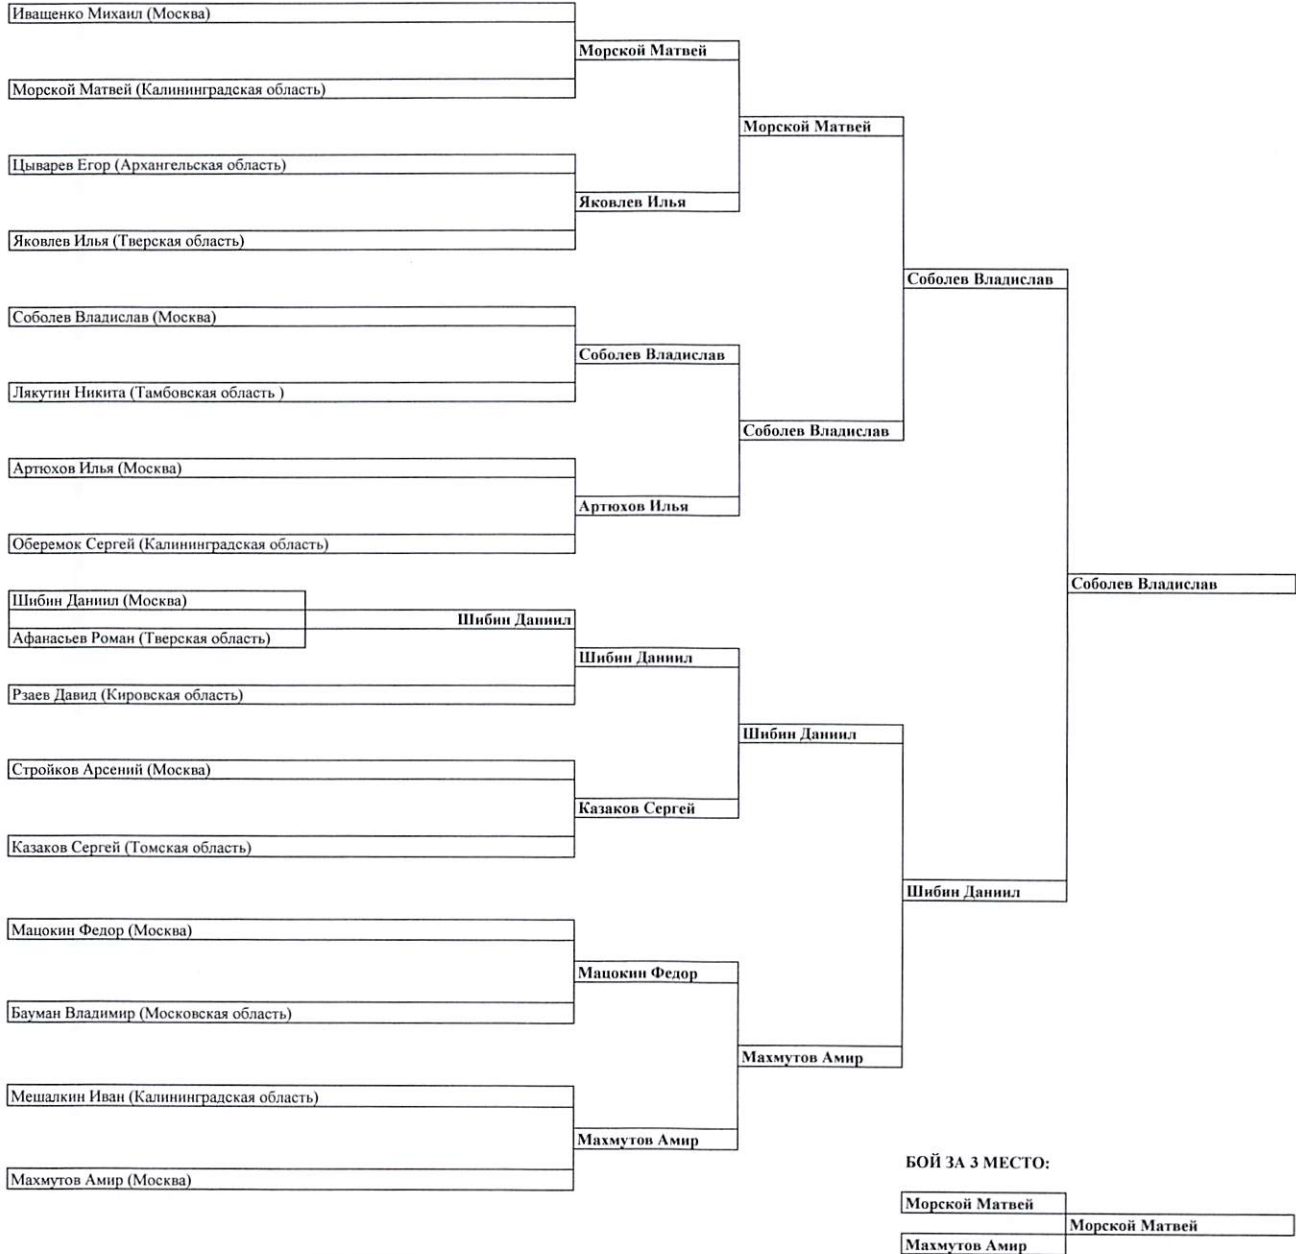 Иващенко Михаил (Москва)
Морской Матвей
Морской Матвей (Калининградская область)
Морской Матвей
Цыварев Егор (Архангельская область)
Яковлев Илья
Яковлев Илья (Тверская область)
Соболев Владислав
Соболев Владислав (Москва)
Соболев Владислав
Лякутин Никита (Тамбовская область )
Соболев Владислав
Артюхов Илья (Москва)
Артюхов Илья
Оберемок Сергей (Калининградская область)
Соболев Владислав
Шибин Даниил (Москва)
Шибин Даниил
Афанасьев Роман (Тверская область)
Шибин Даниил
Рзаев Давид (Кировская область)
Шибин Даниил
Стройков Арсений (Москва)
Казаков Сергей
Казаков Сергей (Томская область)
Шибин Даниил
Мацокин Федор (Москва)
Мацокин Федор
Бауман Владимир (Московская область)
Махмутов Амир
Мешалкин Иван (Калининградская область)
Махмутов Амир
Махмутов Амир (Москва)
БОЙ ЗА 3 МЕСТО:
Морской Матвей
Морской Матвей
Махмутов Амир